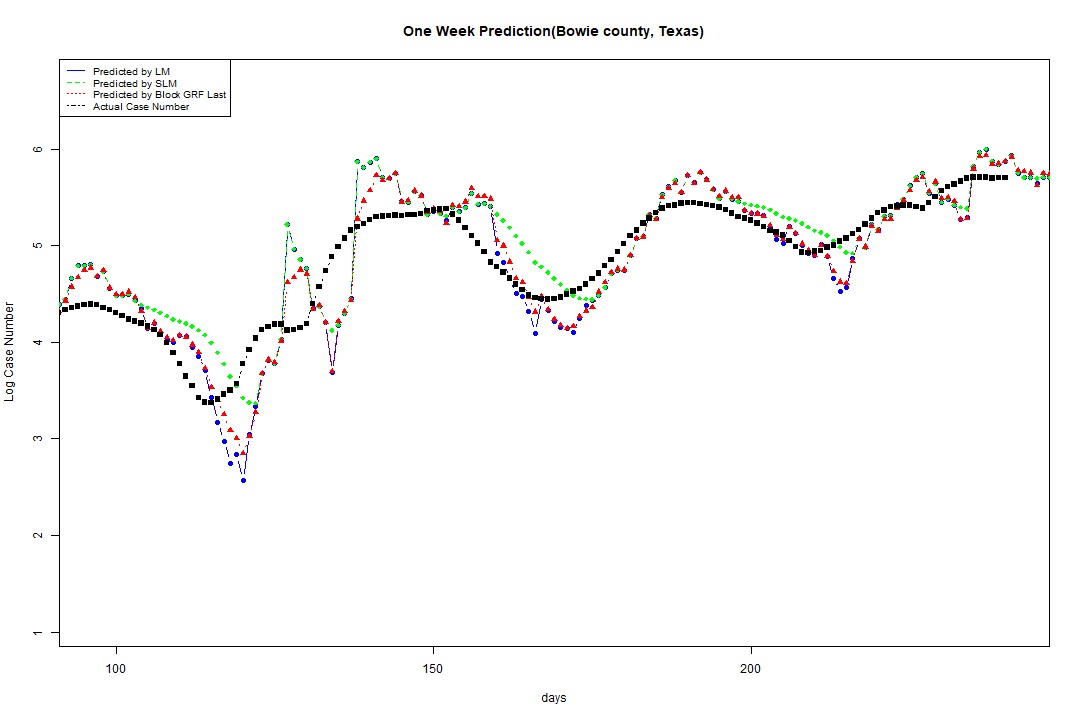 One Week Prediction(Bowie county, Texas)
Predicted by LM
Predicted by SLM
Predicted by Block GRF Last
Actual Case Number
6
5
4
3
2
1
Log Case Number
100 150 200
days